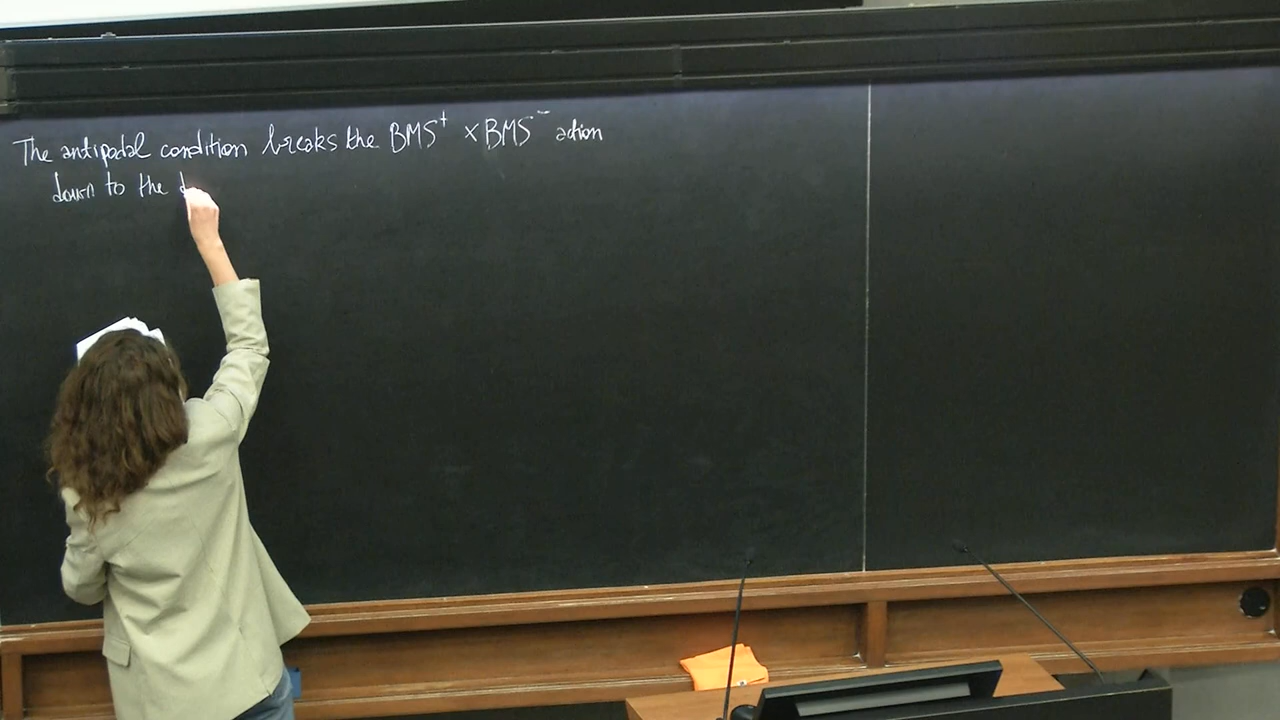 The antipodal condition breaks the BMS⁺ × BMS⁻ action
down to the d